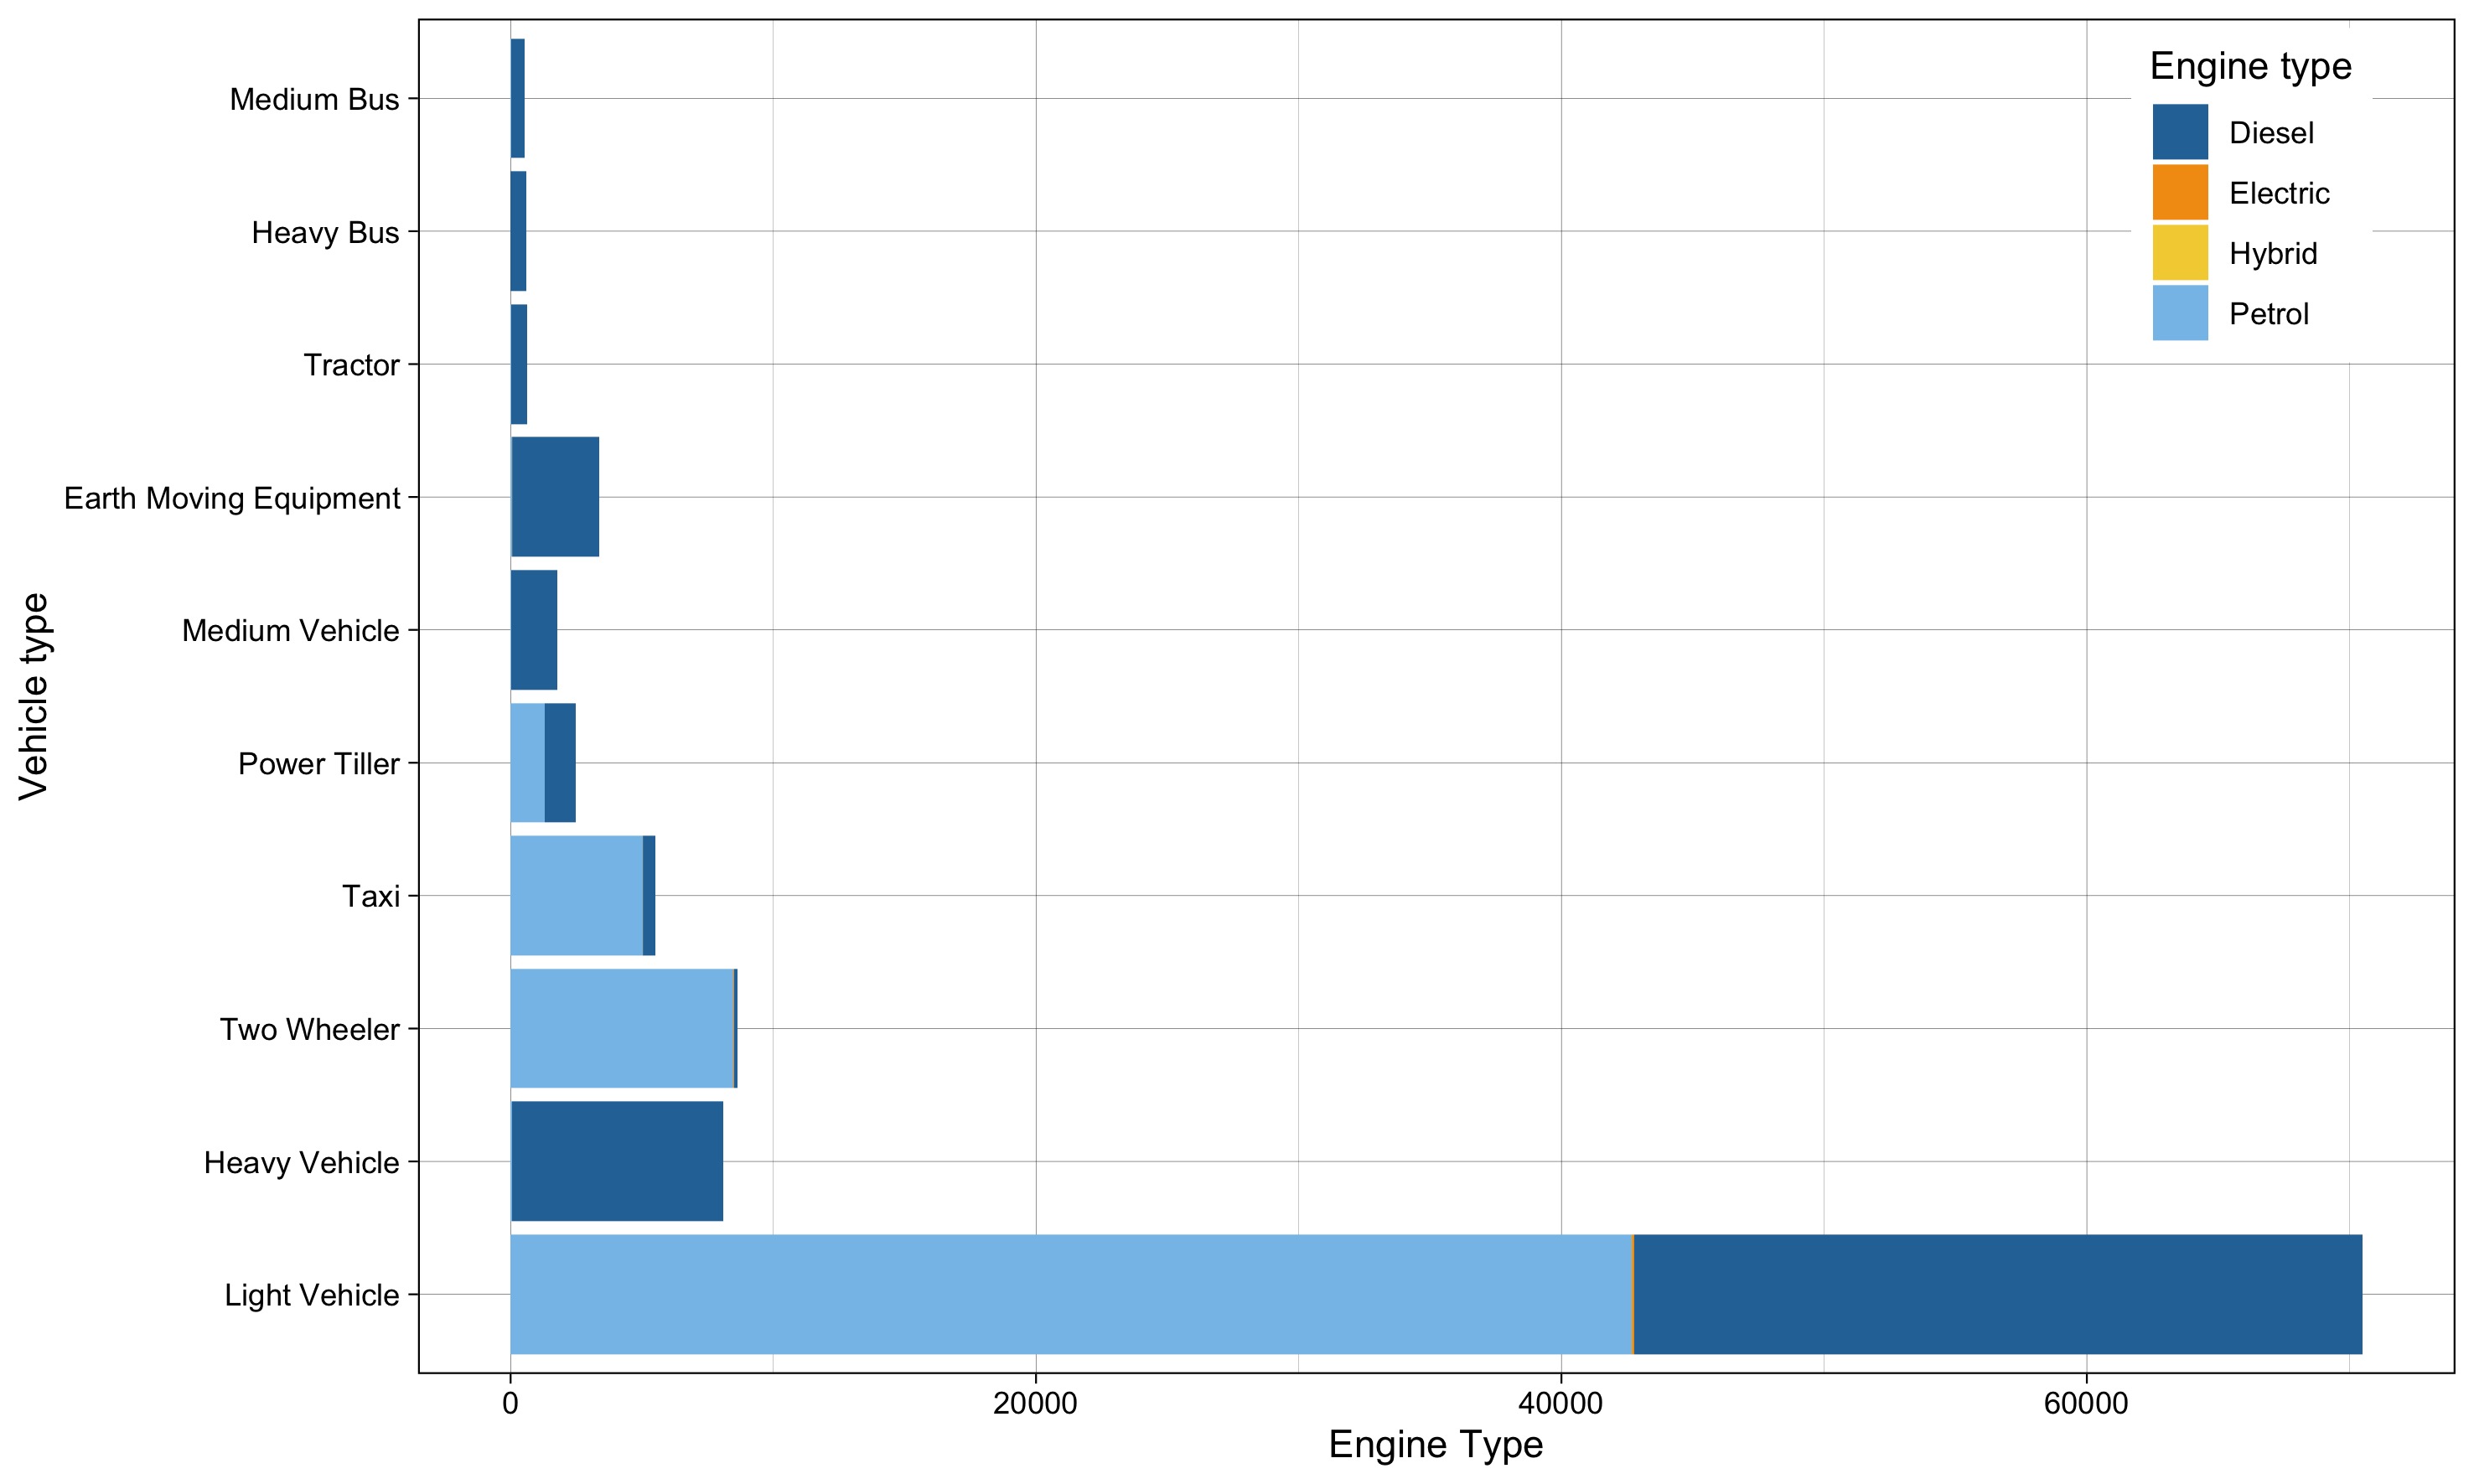 Engine type
Diesel
Electric
Hybrid
Petrol
Vehicle type
Medium Bus
Heavy Bus
Tractor
Earth Moving Equipment
Medium Vehicle
Power Tiller
Taxi
Two Wheeler
Heavy Vehicle
Light Vehicle
0 20000 40000 60000
Engine Type